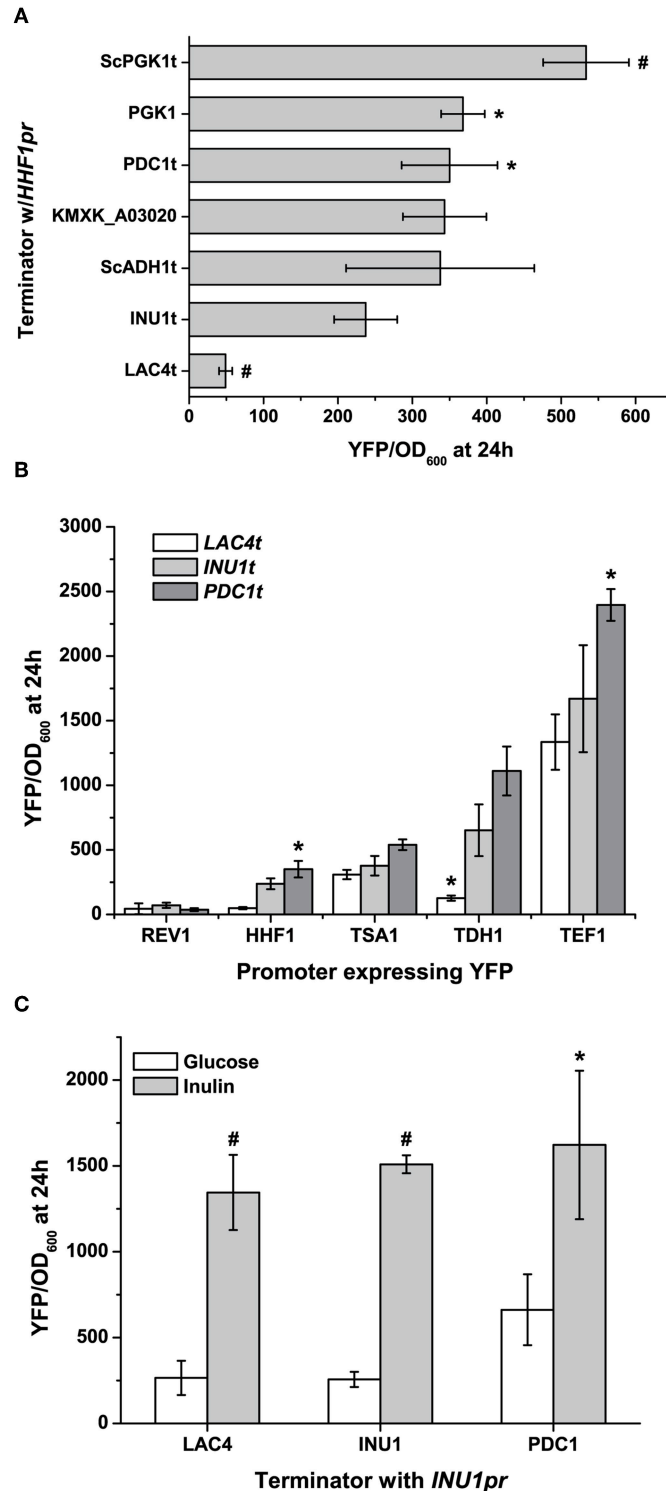 A
Terminator w/HHF1pr
ScPGK1t
#
PGK1
*
PDC1t
*
KMXK_A03020
ScADH1t
INU1t
LAC4t
#
0 100 200 300 400 500 600
YFP/OD600 at 24h
B
YFP/OD600 at 24h
3000
2500
2000
1500
1000
500
0
LAC4t
INU1t
PDC1t
*
*
*
REV1 HHF1 TSA1 TDH1 TEF1
Promoter expressing YFP
C
YFP/OD600 at 24h
2000
1500
1000
500
0
Glucose
Inulin
# # *
LAC4 INU1 PDC1
Terminator with INU1pr